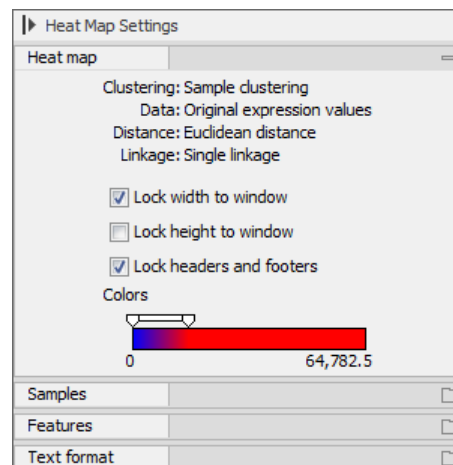 Heat Map Settings
Heat map
Clustering: Sample clustering
Data: Original expression values
Distance: Euclidean distance
Linkage: Single linkage
Lock width to window
Lock height to window
Lock headers and footers
Colors
0 64,782.5
Samples
Features
Text format